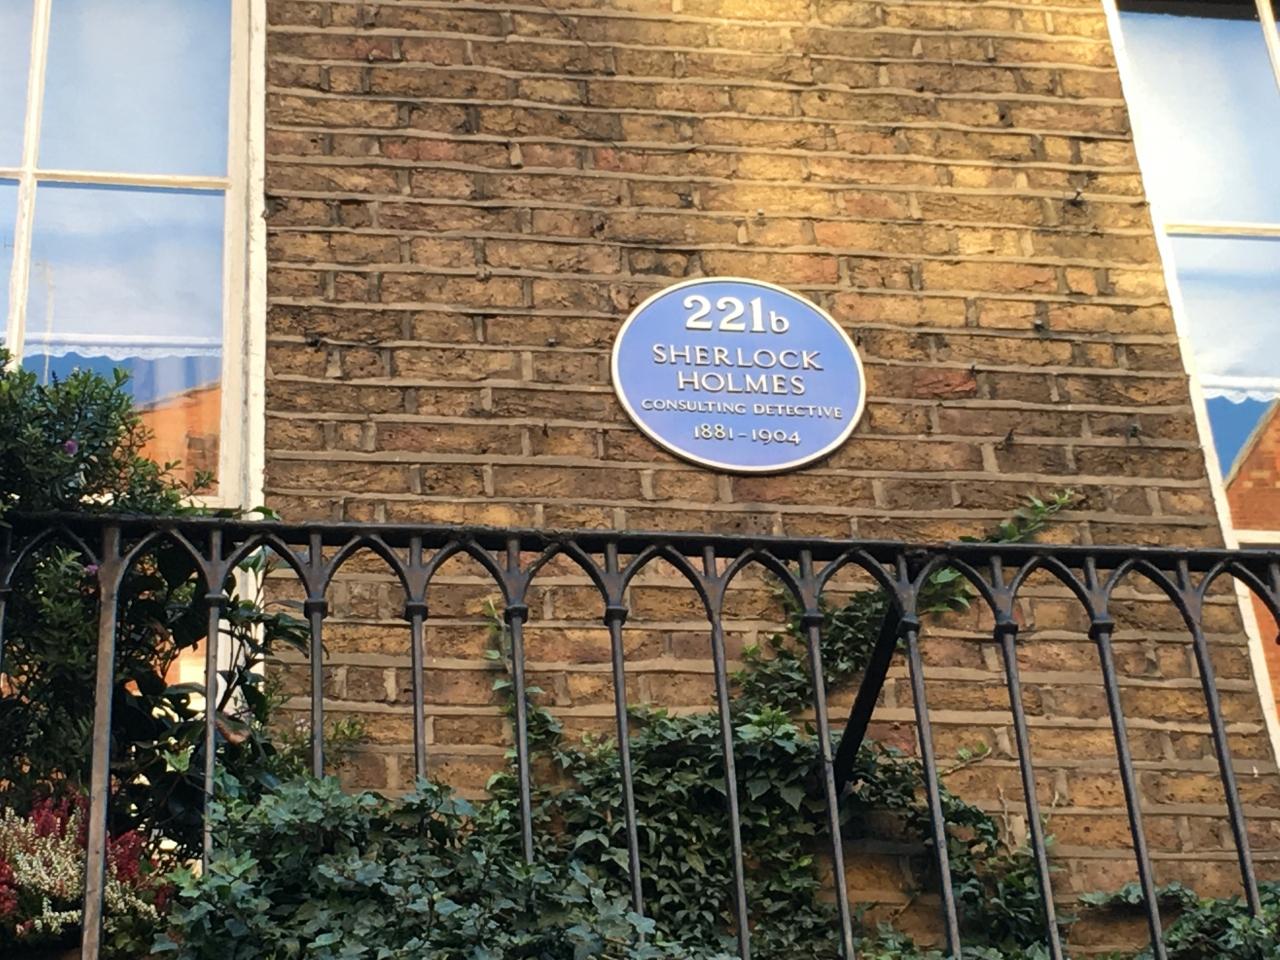 221b
SHERLOCK
HOLMES
CONSULTING DETECTIVE
1881-1904